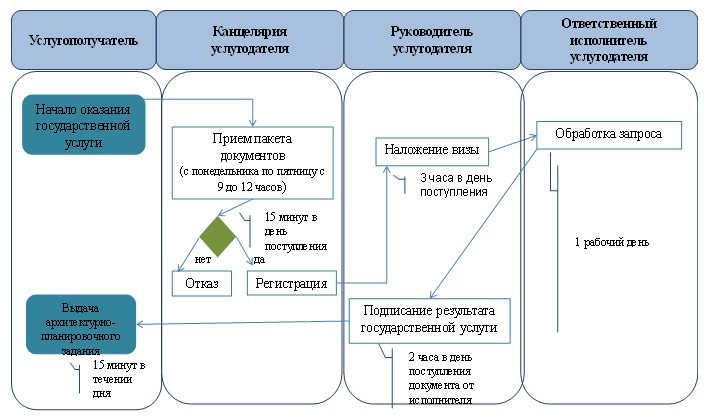 Услугополучатель
Канцелярия
услугодателя
Руководитель
услугодателя
Ответственный
исполнитель
услугодателя
Начало оказания
государственной
услуги
Прием пакета
документов
(с понедельника по пятницу с
9 до 12 часов)
15 минут в
день
поступления
нет
да
Отказ
Регистрация
Наложение визы
3 часа в день
поступления
Обработка запроса
1 рабочий день
Подписание результата
государственной услуги
2 часа в день
поступления
документа от
исполнителя
Выдача
архитектурно-
планировочного
задания
15 минут в
течении
дня